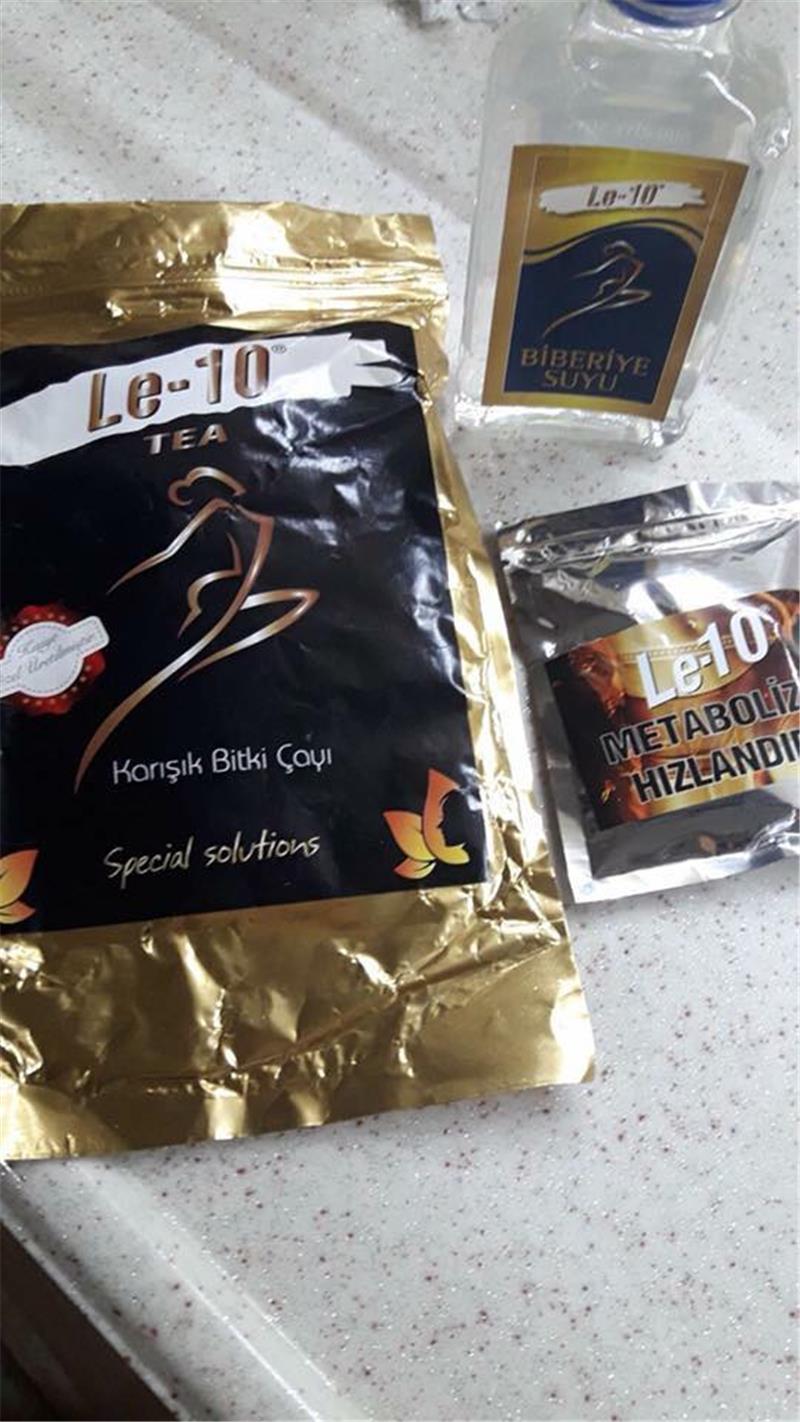 Le-10®
TEA
Karışık Bitki Çayı
Special solutions
Le-10
BİBERİYE
SUYU
Le-10
METABOLİZ
HIZLANDI